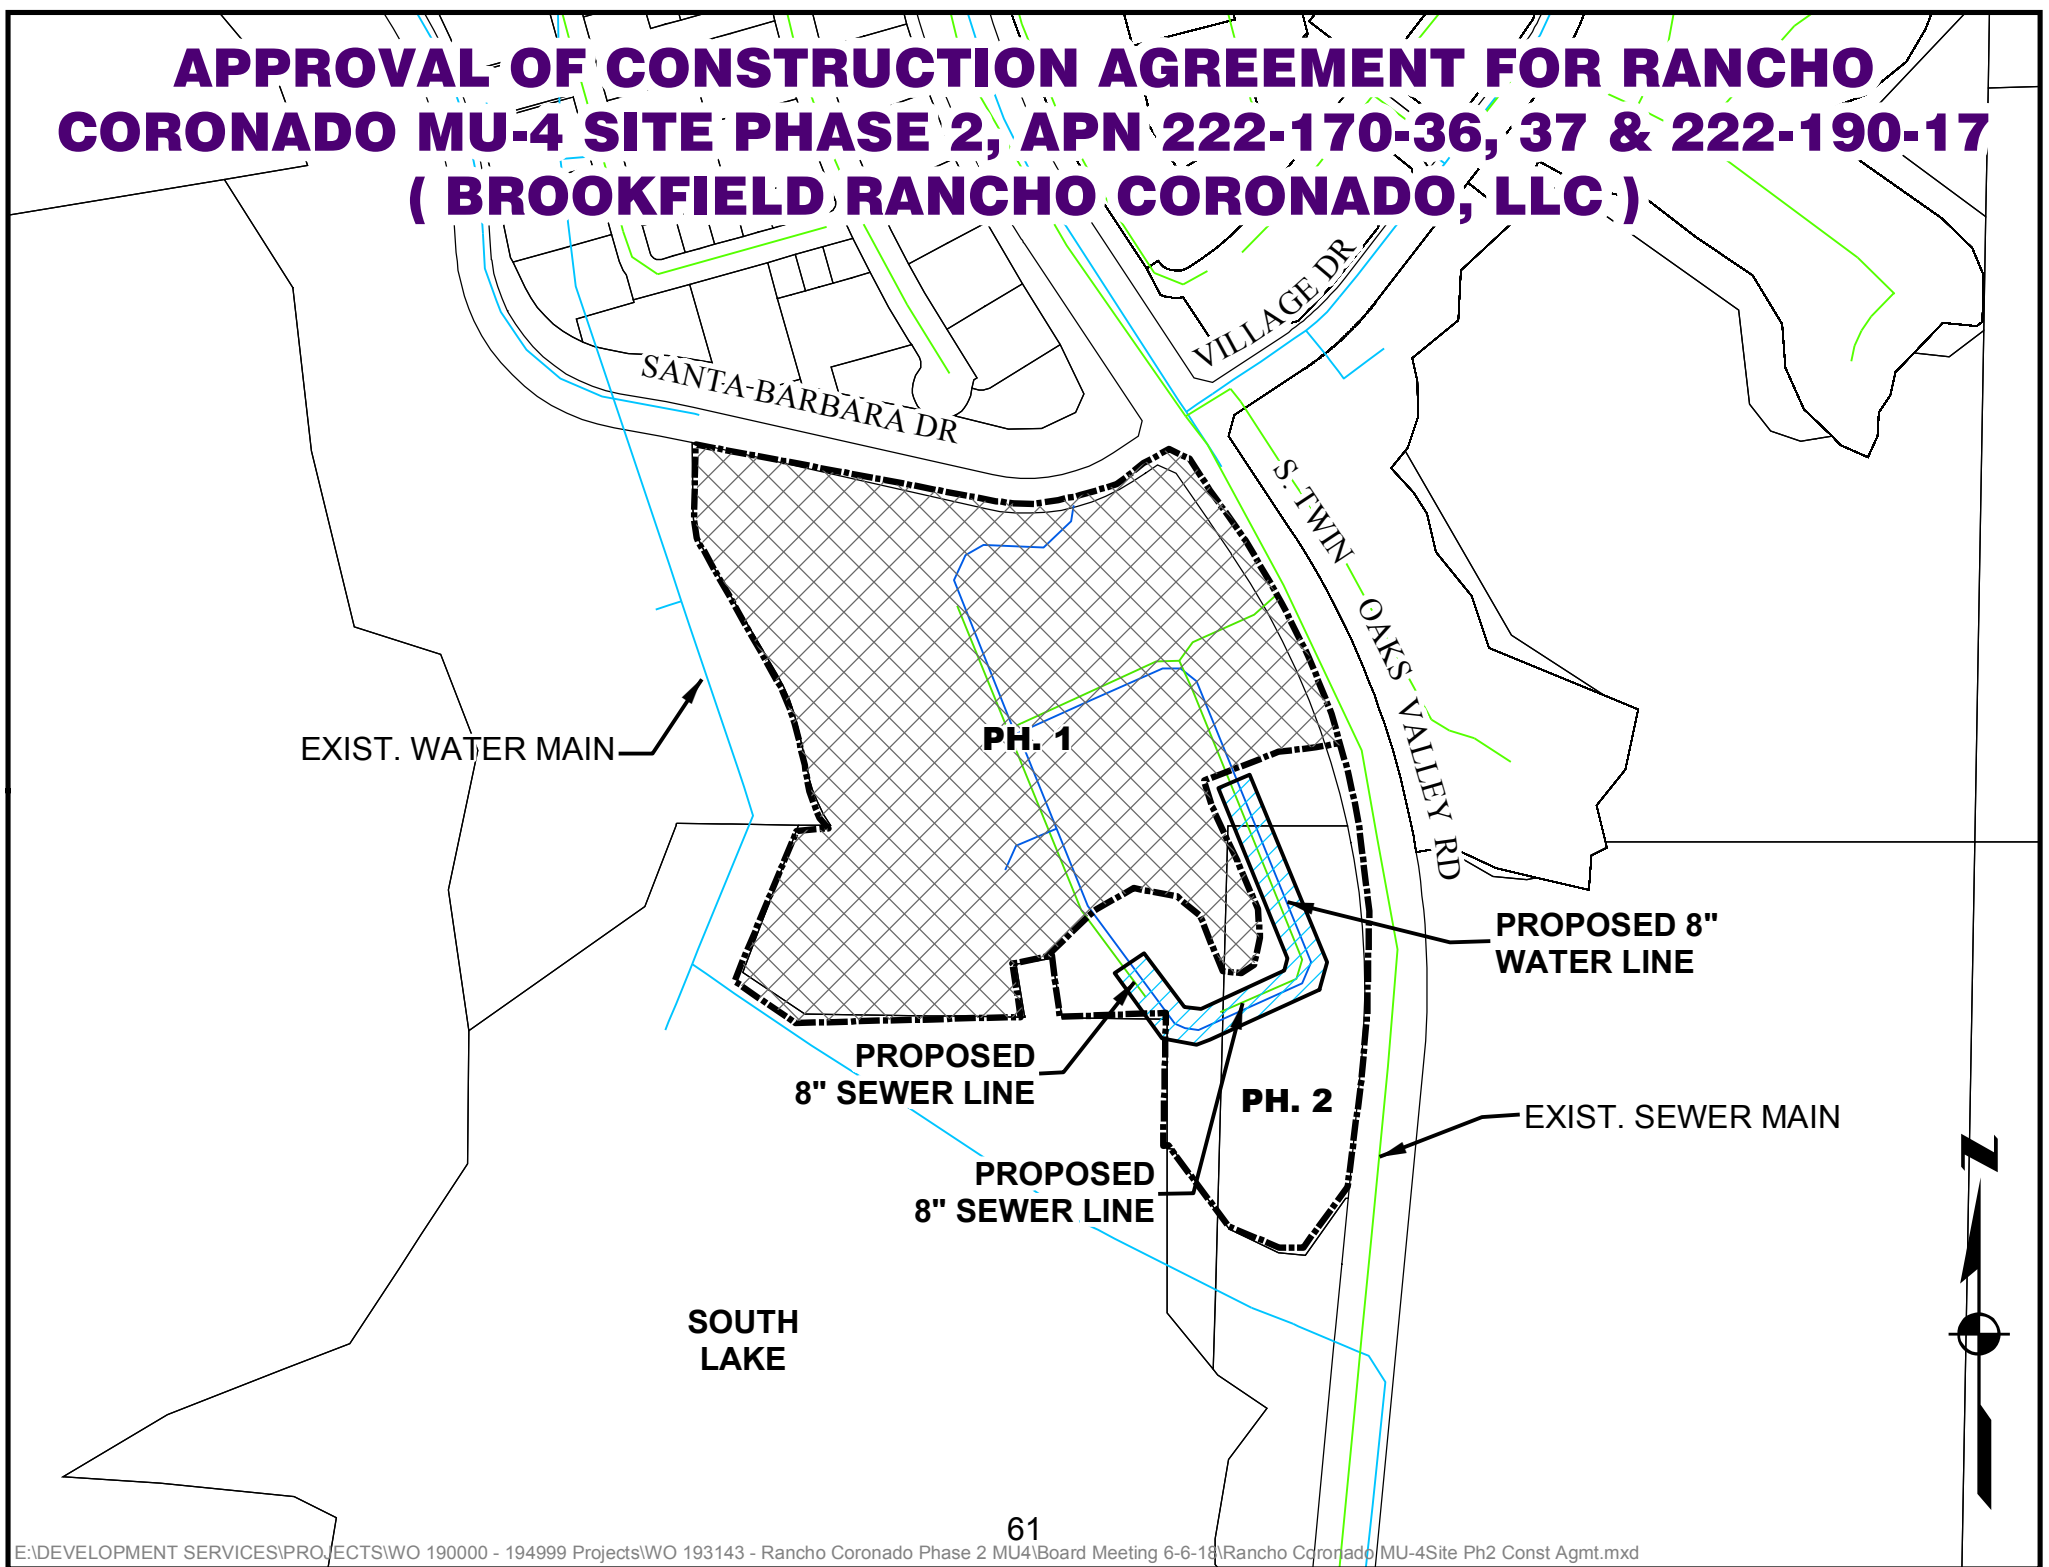 APPROVAL OF CONSTRUCTION AGREEMENT FOR RANCHO
CORONADO MU-4 SITE PHASE 2, APN 222-170-36, 37 & 222-190-17
( BROOKFIELD RANCHO CORONADO, LLC )
VILLAGE DR
SANTA BARBARA DR
S. TWIN OAKS VALLEY RD
EXIST. WATER MAIN
PH. 1
PROPOSED 8"
WATER LINE
PROPOSED
8" SEWER LINE
PH. 2
EXIST. SEWER MAIN
PROPOSED
8" SEWER LINE
N
SOUTH
LAKE
61
E:\DEVELOPMENT SERVICES\PROJECTS\WO 190000 - 194999 Projects\WO 193143 - Rancho Coronado Phase 2 MU4\Board Meeting 6-6-18\Rancho Coronado MU-4Site Ph2 Const Agmt.mxd